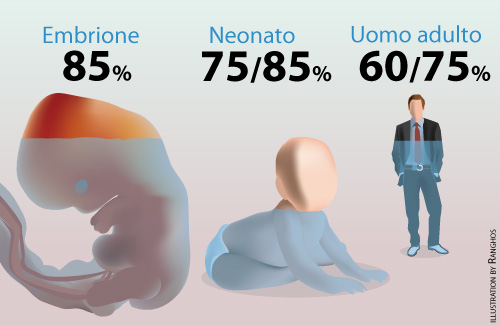 Embrione
85%
Neonato
75/85%
Uomo adulto
60/75%
ILLUSTRATION BY RANGHOS